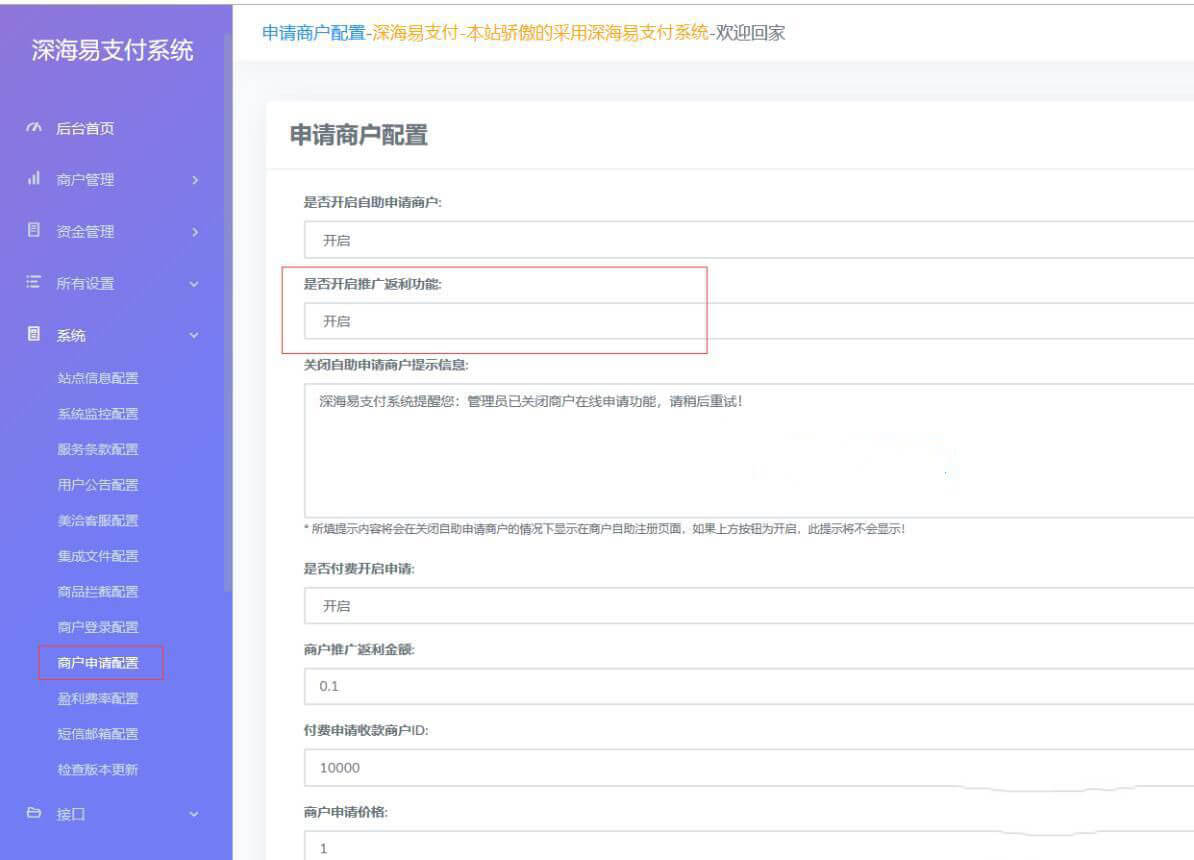 深海易支付系统
后台首页
商户管理
资金管理
所有设置
系统
站点信息配置
系统监控配置
服务条款配置
用户公告配置
美洽客服配置
集成文件配置
商品拦截配置
商户登录配置
商户申请配置
盈利费率配置
短信邮箱配置
检查版本更新
接口
申请商户配置-深海易支付-本站骄傲的采用深海易支付系统-欢迎回家
申请商户配置
是否开启自助申请商户:
开启
是否开启推广返利功能:
开启
关闭自助申请商户提示信息:
深海易支付系统提醒您：管理员已关闭商户在线申请功能，请稍后重试！
* 所填提示内容将会在关闭自助申请商户的情况下显示在商户自助注册页面，如果上方按钮为开启，此提示将不会显示！
是否付费开启申请:
开启
商户推广返利金额:
0.1
付费申请收款商户ID:
10000
商户申请价格:
1